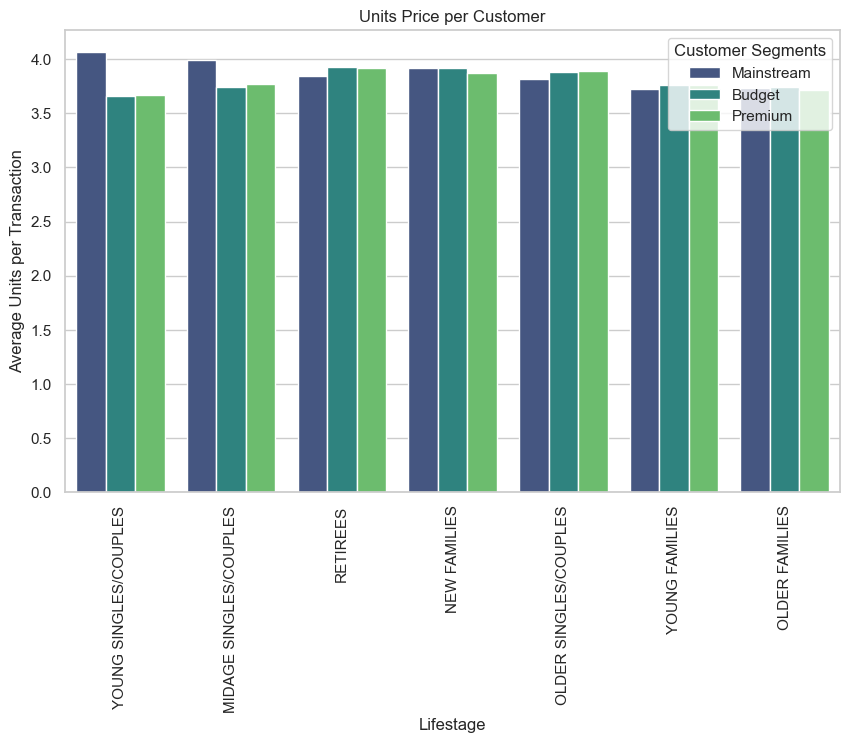 Units Price per Customer
Customer Segments
Mainstream
Budget
Premium
Average Units per Transaction
4.0
3.5
3.0
2.5
2.0
1.5
1.0
0.5
0.0
YOUNG SINGLES/COUPLES
MIDAGE SINGLES/COUPLES
RETIREES
NEW FAMILIES
OLDER SINGLES/COUPLES
YOUNG FAMILIES
OLDER FAMILIES
Lifestage